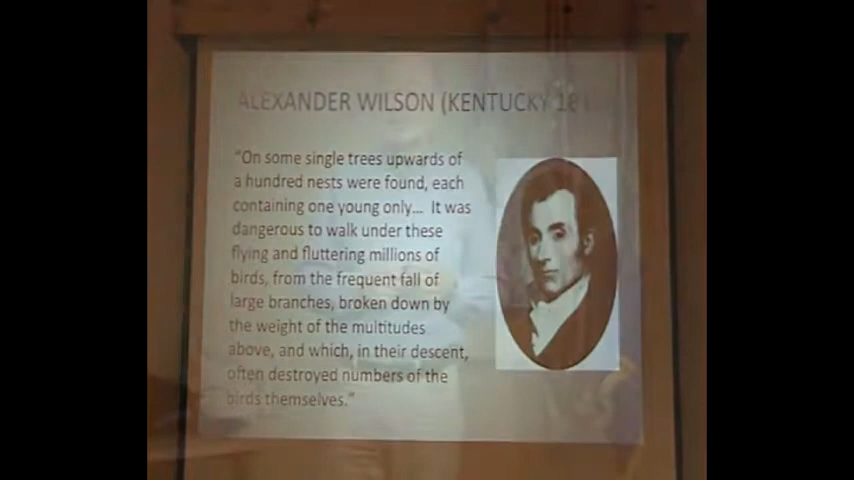 ALEXANDER WILSON (KENTUCKY
"On some single trees upwards of
a hundred nests were found, each
containing one young only... It was
dangerous to walk under these
flying and fluttering millions of
birds, from the frequent fall of
large branches, broken down by
the weight of the multitudes
above, and which, in their descent,
often destroyed numbers of the
birds themselves."